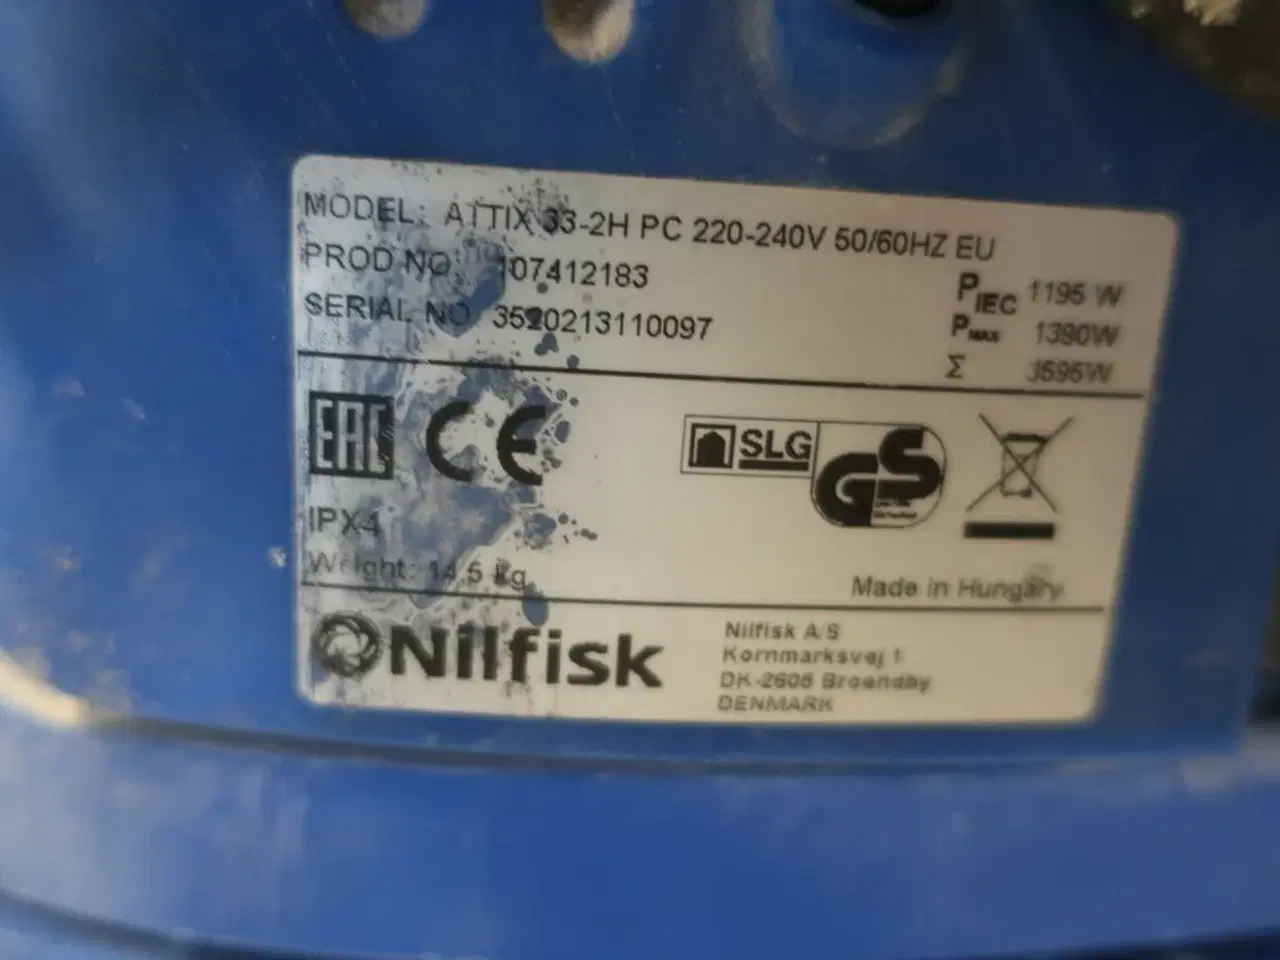 MODEL: ATTIX 33-2H PC 220-240V 50/60HZ EU
PROD NO: 107412183
SERIAL NO 3520213110097
PIEC 1195 W
PMAX 1390W
Σ 3595W
EAC CE
SLG GS
IPX4
Weight: 14,5 kg
Made in Hungary
Nilfisk
Nilfisk A/S
Kornmarksvej 1
DK-2605 Broendby
DENMARK